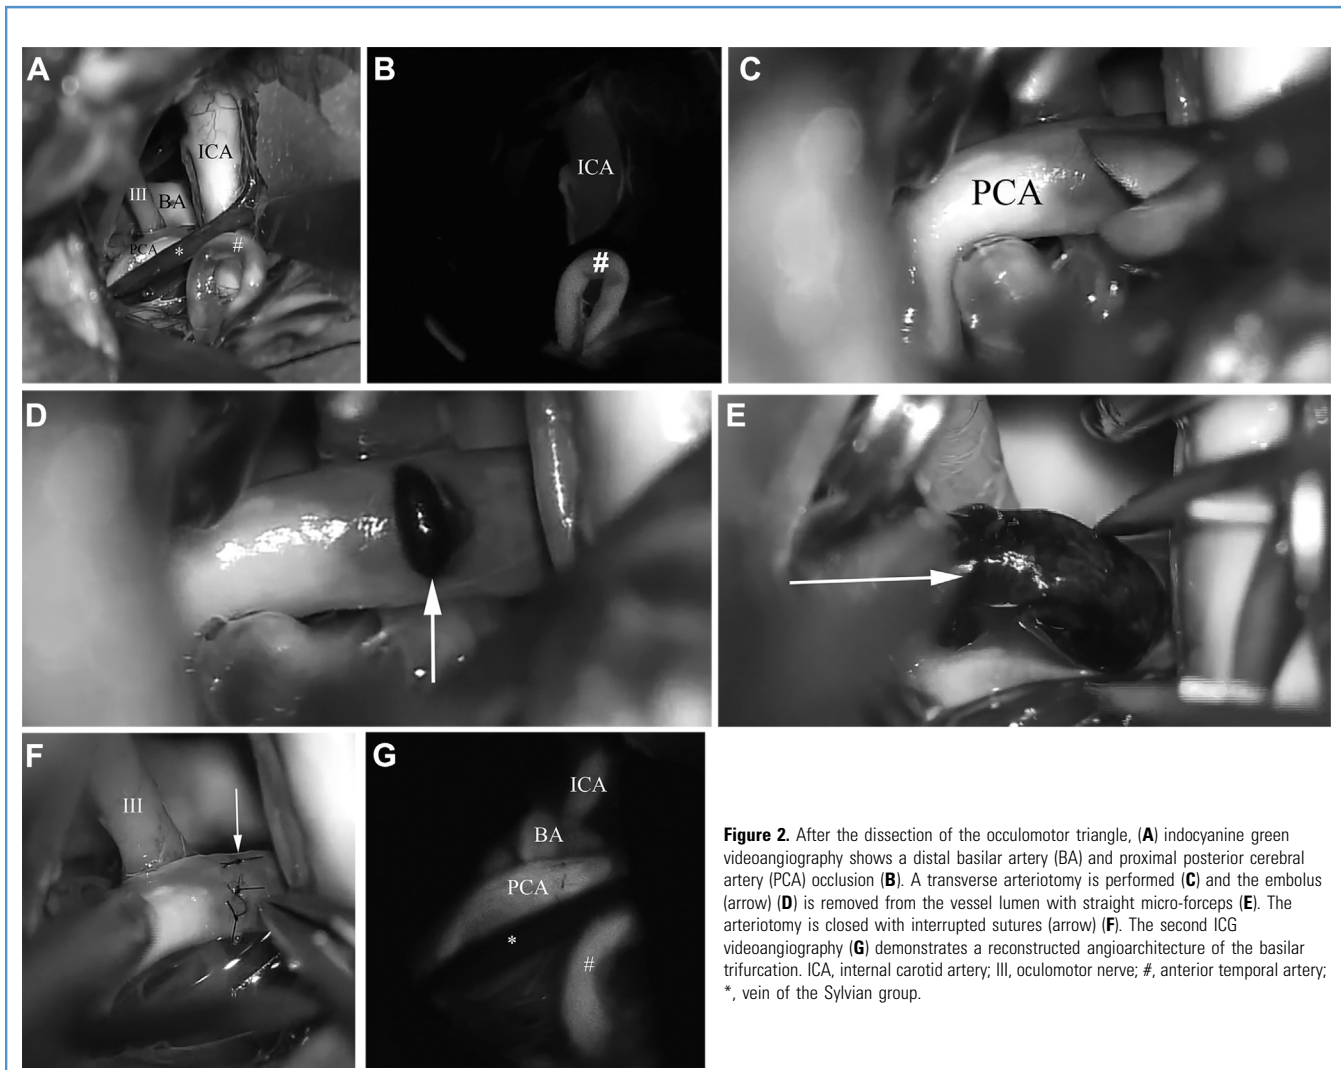 A
ICA
III
BA
PCA
*
#
B
ICA
#
C
PCA
D
E
F
III
G
ICA
BA
PCA
*
#
Figure 2. After the dissection of the occulomotor triangle, (A) indocyanine green
videoangiography shows a distal basilar artery (BA) and proximal posterior cerebral
artery (PCA) occlusion (B). A transverse arteriotomy is performed (C) and the embolus
(arrow) (D) is removed from the vessel lumen with straight micro-forceps (E). The
arteriotomy is closed with interrupted sutures (arrow) (F). The second ICG
videoangiography (G) demonstrates a reconstructed angioarchitecture of the basilar
trifurcation. ICA, internal carotid artery; III, oculomotor nerve; #, anterior temporal artery;
*, vein of the Sylvian group.